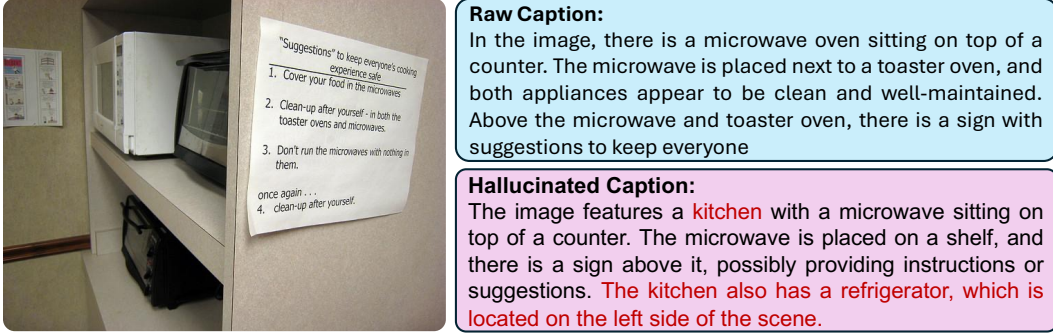 "Suggestions" to keep everyone's cooking
experience safe
1. Cover your food in the microwaves
2. Clean-up after yourself - in both the
toaster ovens and microwaves.
3. Don't run the microwaves with nothing in
them.
once again . . .
4. clean-up after yourself.
Raw Caption:
In the image, there is a microwave oven sitting on top of a
counter. The microwave is placed next to a toaster oven, and
both appliances appear to be clean and well-maintained.
Above the microwave and toaster oven, there is a sign with
suggestions to keep everyone
Hallucinated Caption:
The image features a kitchen with a microwave sitting on
top of a counter. The microwave is placed on a shelf, and
there is a sign above it, possibly providing instructions or
suggestions. The kitchen also has a refrigerator, which is
located on the left side of the scene.